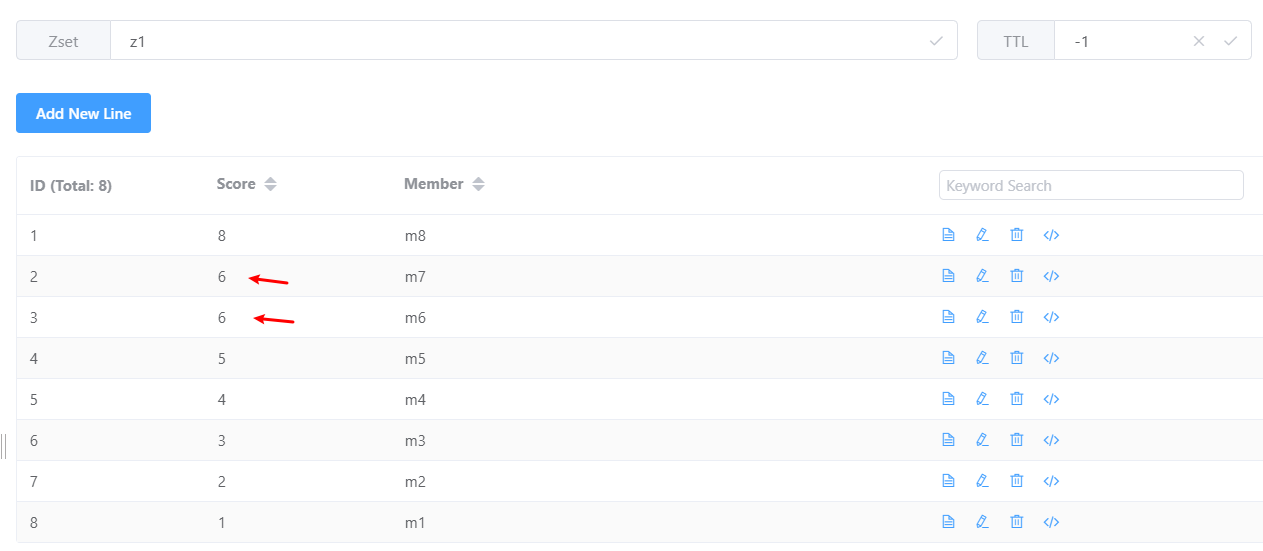 Zset z1 TTL -1
Add New Line
ID (Total: 8) Score Member Keyword Search
1 8 m8
2 6 m7
3 6 m6
4 5 m5
5 4 m4
6 3 m3
7 2 m2
8 1 m1